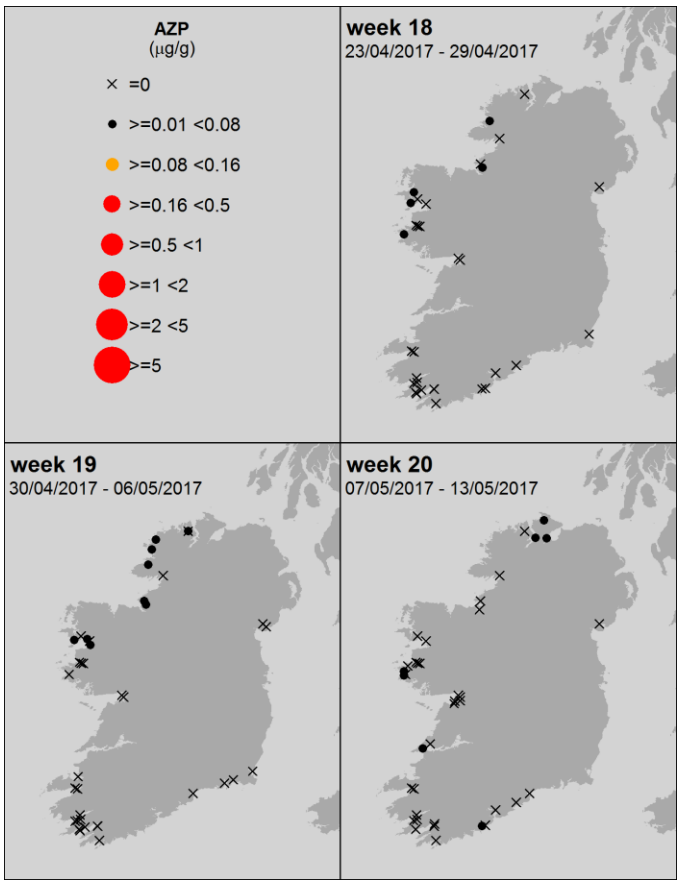 AZP
(µg/g)
=0
>=0.01 <0.08
>=0.08 <0.16
>=0.16 <0.5
>=0.5 <1
>=1 <2
>=2 <5
>=5
week 18
23/04/2017 - 29/04/2017
week 19
30/04/2017 - 06/05/2017
week 20
07/05/2017 - 13/05/2017